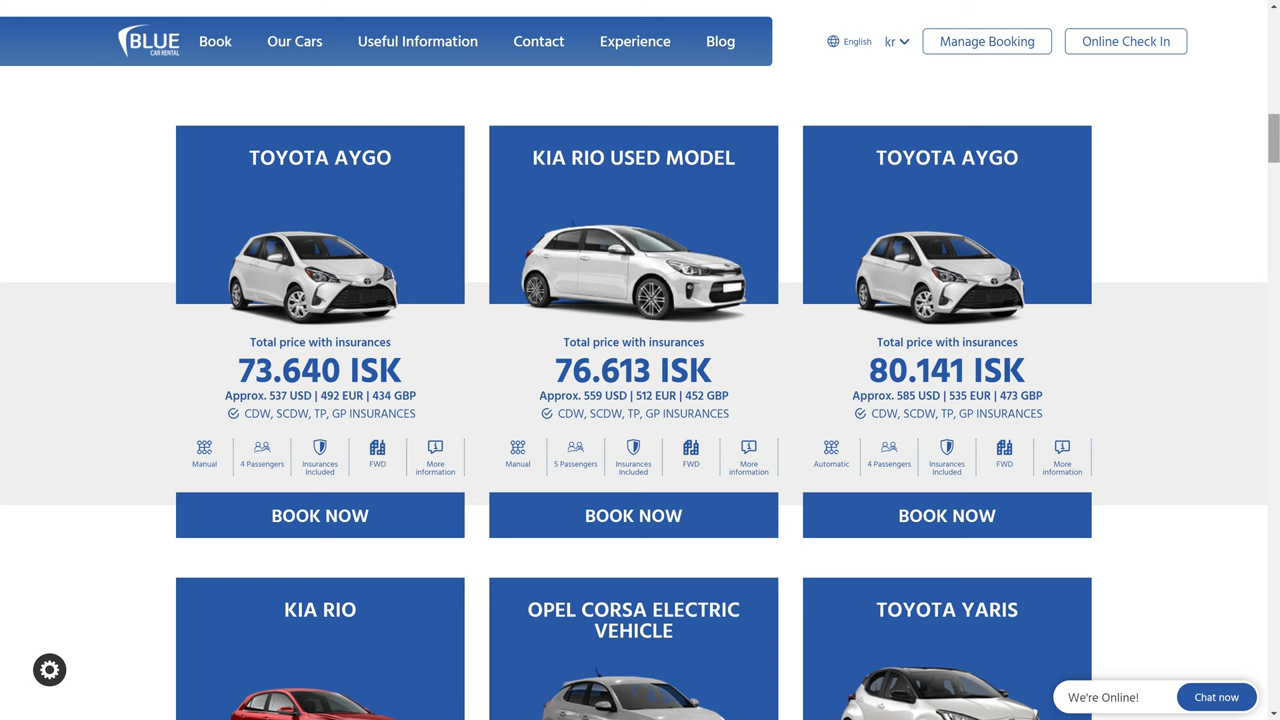 BLUE
CAR RENTAL
Book
Our Cars
Useful Information
Contact
Experience
Blog
English
kr
Manage Booking
Online Check In
TOYOTA AYGO
Total price with insurances
73.640 ISK
Approx. 537 USD | 492 EUR | 434 GBP
CDW, SCDW, TP, GP INSURANCES
Manual
4 Passengers
Insurances
Included
FWD
More
information
BOOK NOW
KIA RIO USED MODEL
Total price with insurances
76.613 ISK
Approx. 559 USD | 512 EUR | 452 GBP
CDW, SCDW, TP, GP INSURANCES
Manual
5 Passengers
Insurances
Included
FWD
More
information
BOOK NOW
TOYOTA AYGO
Total price with insurances
80.141 ISK
Approx. 585 USD | 535 EUR | 473 GBP
CDW, SCDW, TP, GP INSURANCES
Automatic
4 Passengers
Insurances
Included
FWD
More
information
BOOK NOW
KIA RIO
OPEL CORSA ELECTRIC
VEHICLE
TOYOTA YARIS
We're Online!
Chat now